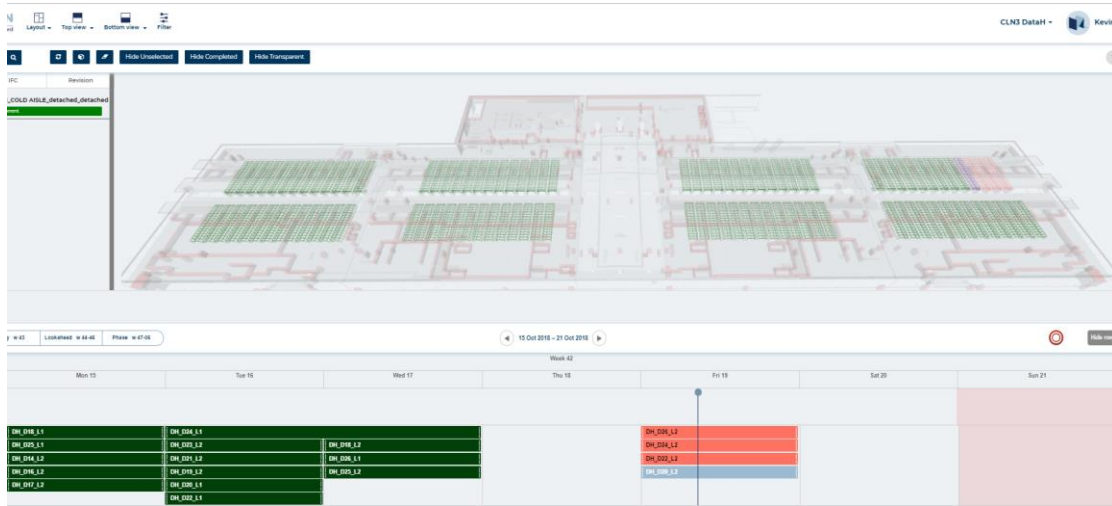 Layout
Top view
Bottom view
Filter
CLN3 DataH
Kevin
Hide Unselected
Hide Completed
Hide Transparent
IFC
Revision
_COLD AISLE_detached_detached
w 43
Lookahead w 44-46
Phase
15 Oct 2018 - 21 Oct 2018
Hide
Week 42
Mon 15
Tue 16
Wed 17
Thu 18
Fri 19
Sat 20
Sun 21
DH_D18_L1
DH_D24_L1
DH_D26_L2
DH_D25_L1
DH_D23_L2
DH_D18_L2
DH_D24_L2
DH_D14_L2
DH_D21_L2
DH_D26_L1
DH_D22_L2
DH_D16_L2
DH_D19_L2
DH_D25_L2
DH_D20_L2
DH_D17_L2
DH_D20_L1
DH_D22_L1